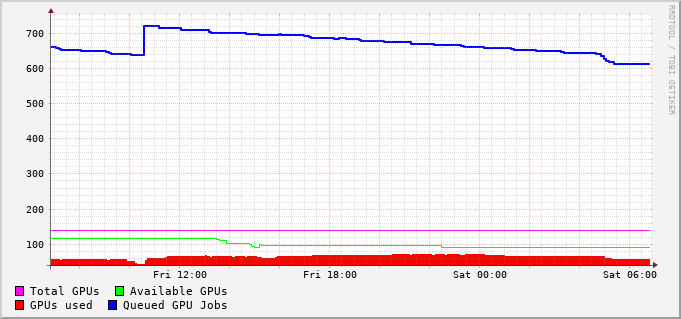 RRDTOOL / TOBI OETIKER
700
600
500
400
300
200
100
Fri 12:00 Fri 18:00 Sat 00:00 Sat 06:00
Total GPUs Available GPUs
GPUs used Queued GPU Jobs